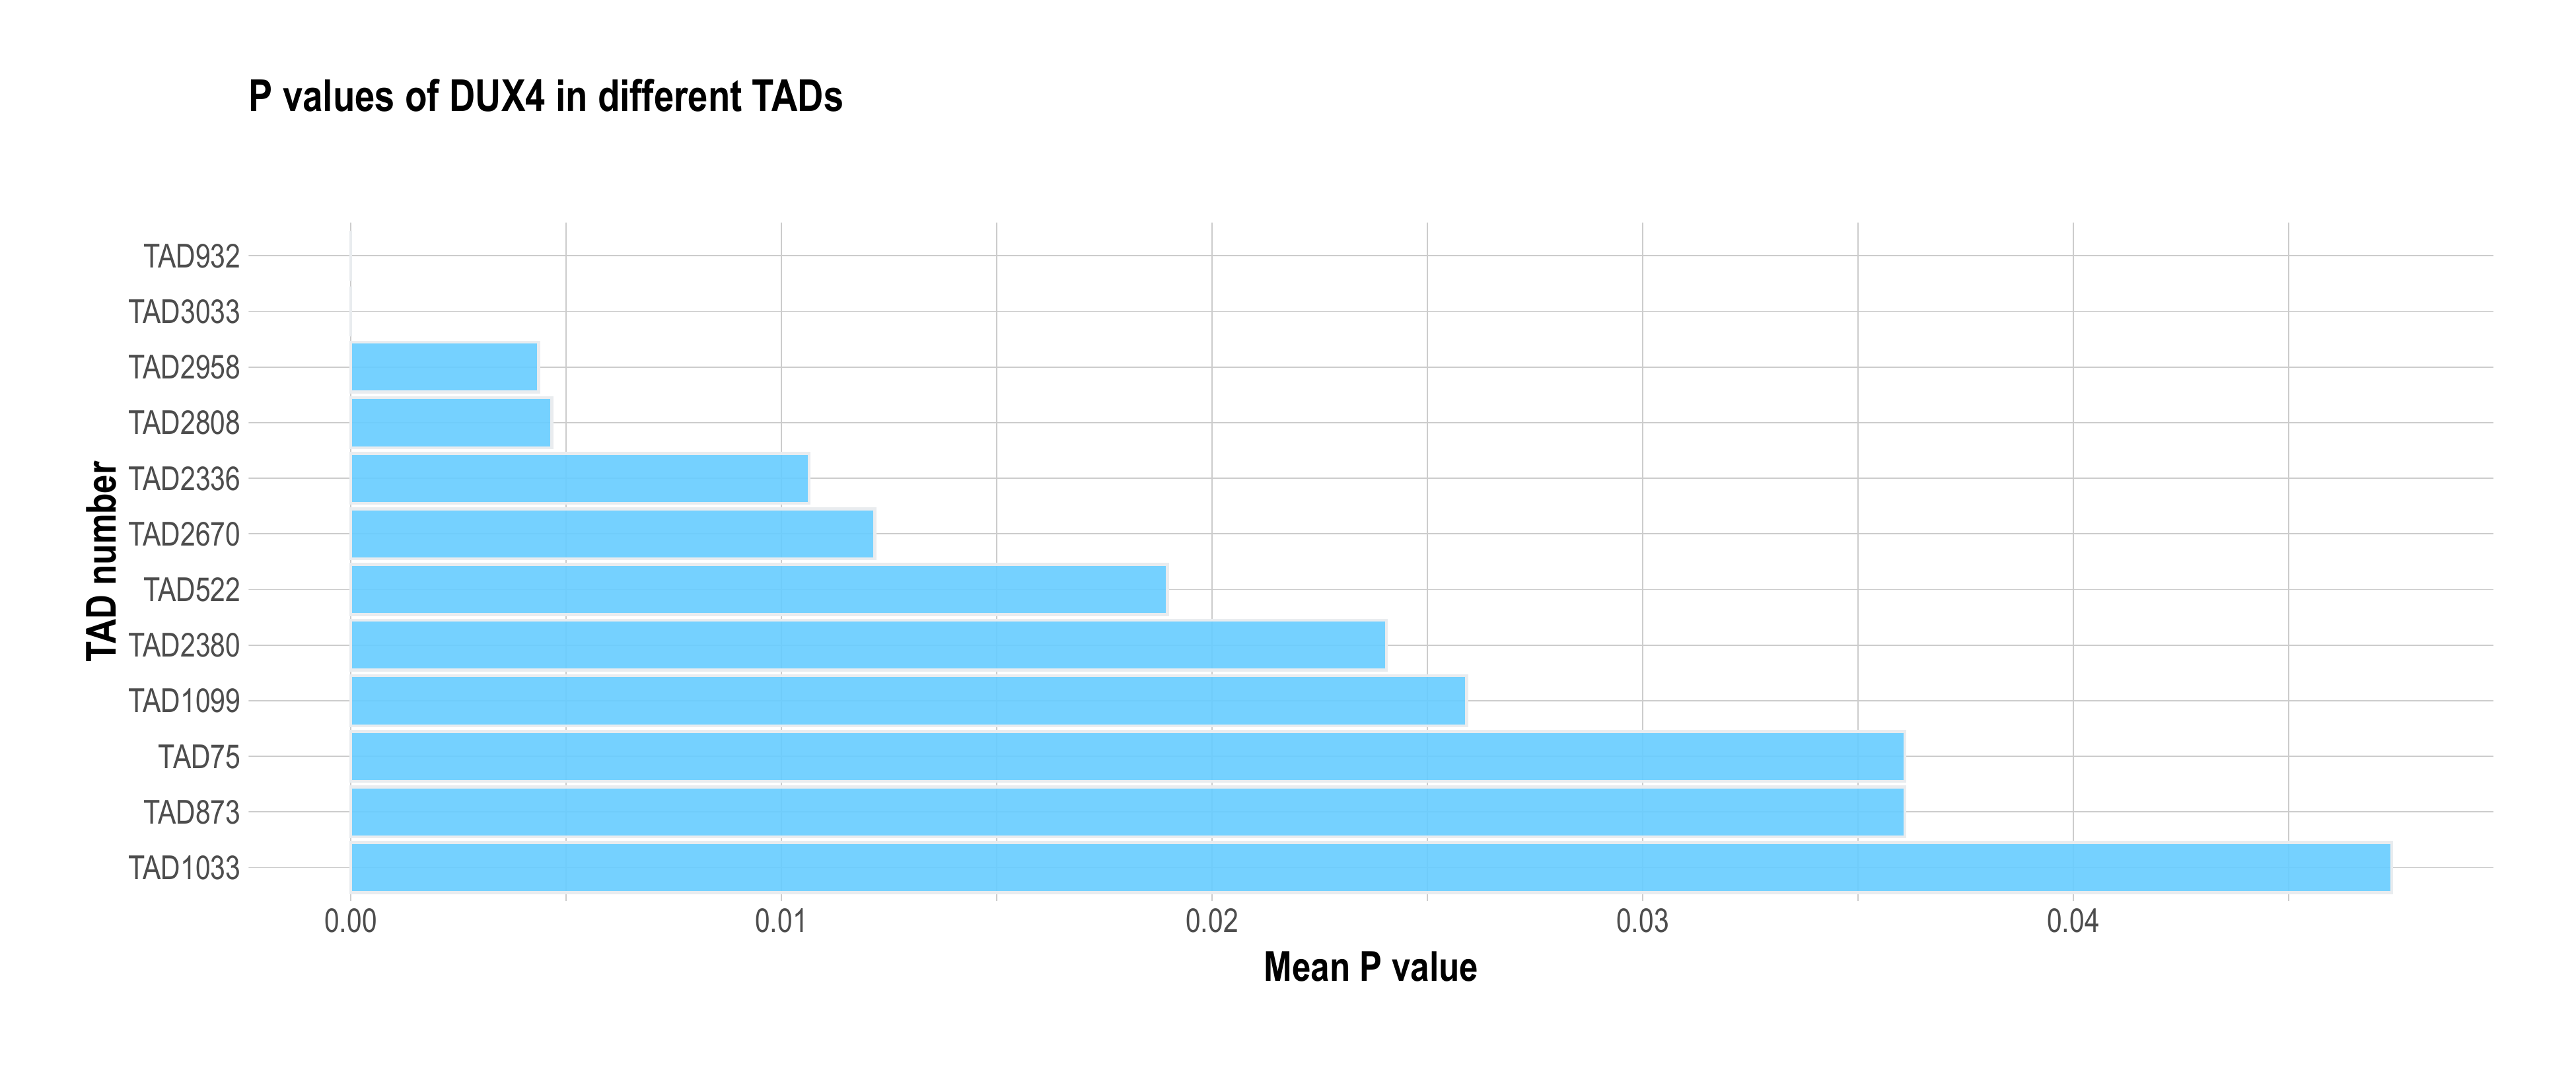 P values of DUX4 in different TADs
TAD number
TAD932
TAD3033
TAD2958
TAD2808
TAD2336
TAD2670
TAD522
TAD2380
TAD1099
TAD75
TAD873
TAD1033
0.00 0.01 0.02 0.03 0.04
Mean P value